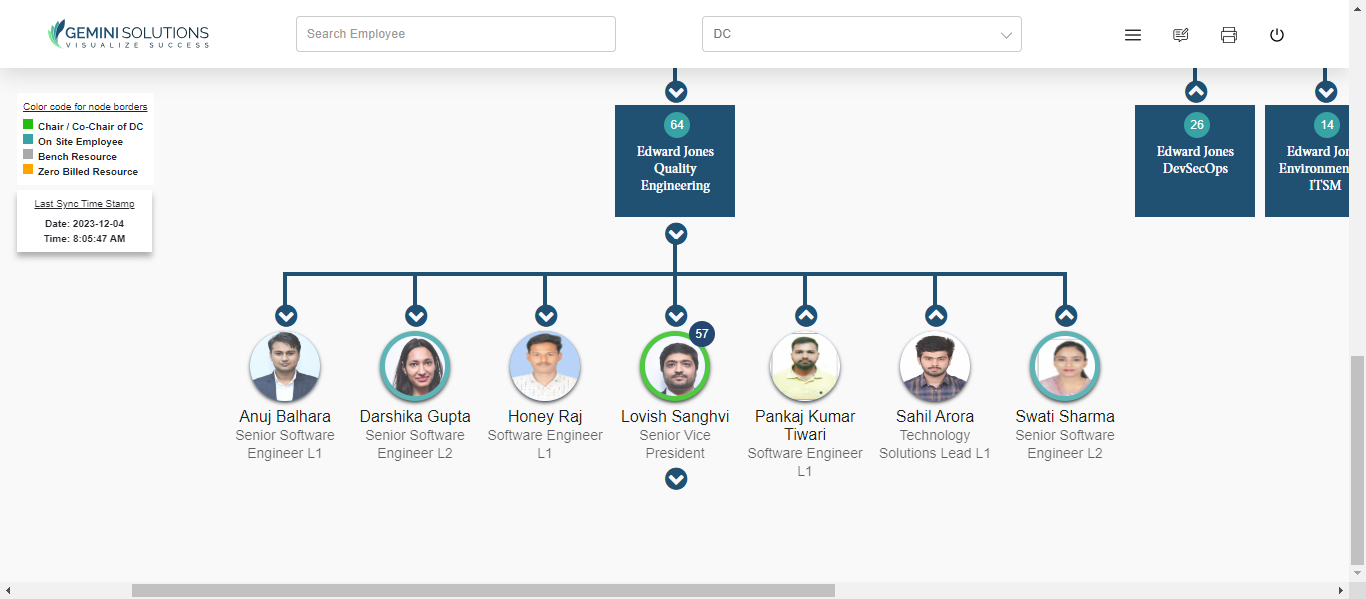 GEMINI SOLUTIONS
VISUALIZE SUCCESS
Search Employee
DC
Color code for node borders
Chair / Co-Chair of DC
On Site Employee
Bench Resource
Zero Billed Resource
Last Sync Time Stamp
Date: 2023-12-04
Time: 8:05:47 AM
64
Edward Jones
Quality
Engineering
26
Edward Jones
DevSecOps
14
Edward Jon
Environmen
ITSM
57
Anuj Balhara
Senior Software
Engineer L1
Darshika Gupta
Senior Software
Engineer L2
Honey Raj
Software Engineer
L1
Lovish Sanghvi
Senior Vice
President
Pankaj Kumar
Tiwari
Software Engineer
L1
Sahil Arora
Technology
Solutions Lead L1
Swati Sharma
Senior Software
Engineer L2